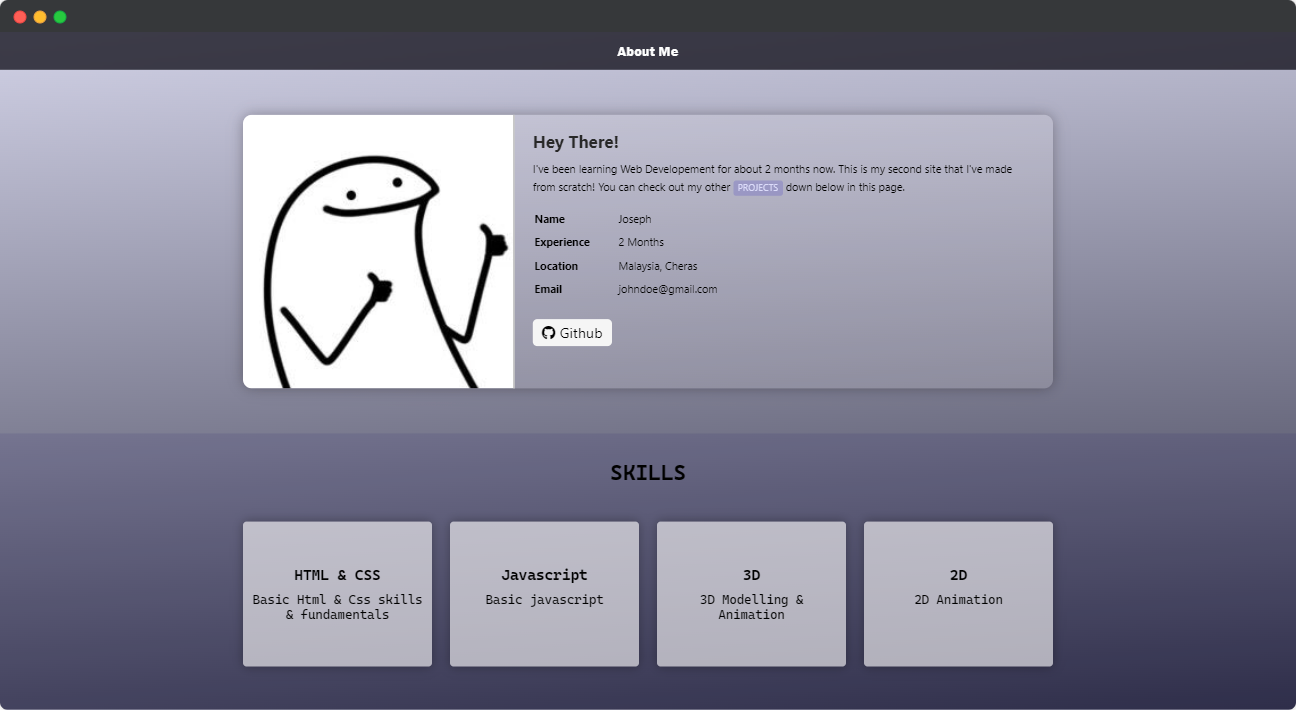 About Me
Hey There!
I've been learning Web Developement for about 2 months now. This is my second site that I've made
from scratch! You can check out my other PROJECTS down below in this page.
Name Joseph
Experience 2 Months
Location Malaysia, Cheras
Email johndoe@gmail.com
Github
SKILLS
HTML & CSS
Basic Html & Css skills
& fundamentals
Javascript
Basic javascript
3D
3D Modelling &
Animation
2D
2D Animation